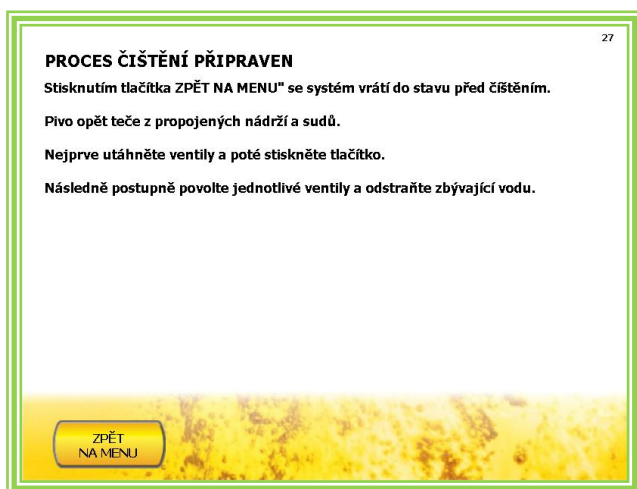 27
PROCES ČIŠTĚNÍ PŘIPRAVEN
Stisknutím tlačítka ZPĚT NA MENU" se systém vrátí do stavu před číštěním.
Pivo opět teče z propojených nádrží a sudů.
Nejprve utáhněte ventily a poté stiskněte tlačítko.
Následně postupně povolte jednotlivé ventily a odstraňte zbývající vodu.
ZPĚT
NA MENU